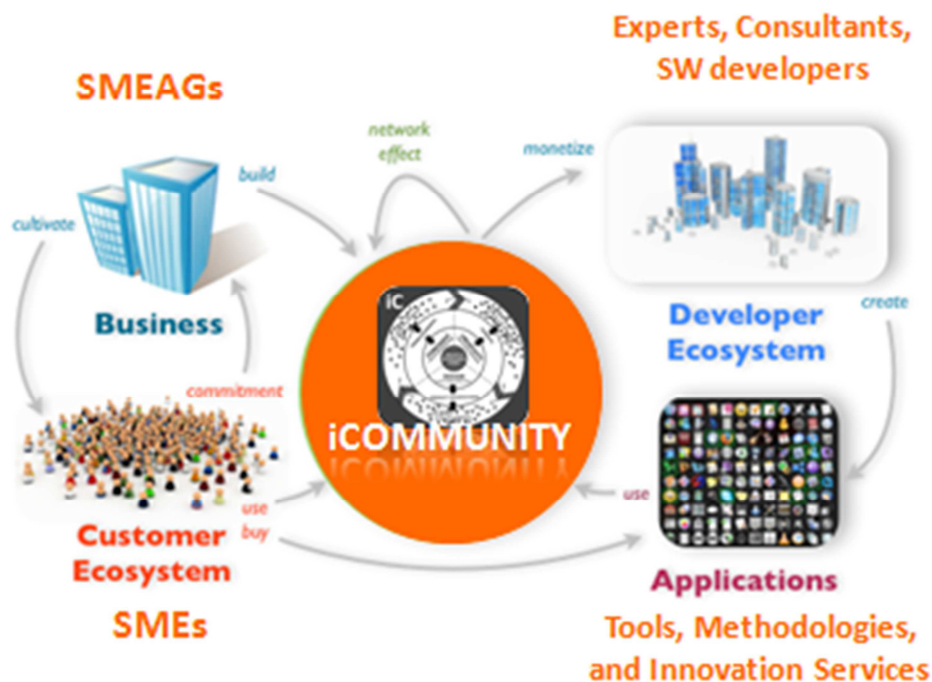 Experts, Consultants,
SW developers
SMEAGs
network
effect
monetize
build
cultivate
Business
create
Developer
Ecosystem
commitment
iC
iCOMMUNITY
use
buy
use
Customer
Ecosystem
Applications
SMEs
Tools, Methodologies,
and Innovation Services